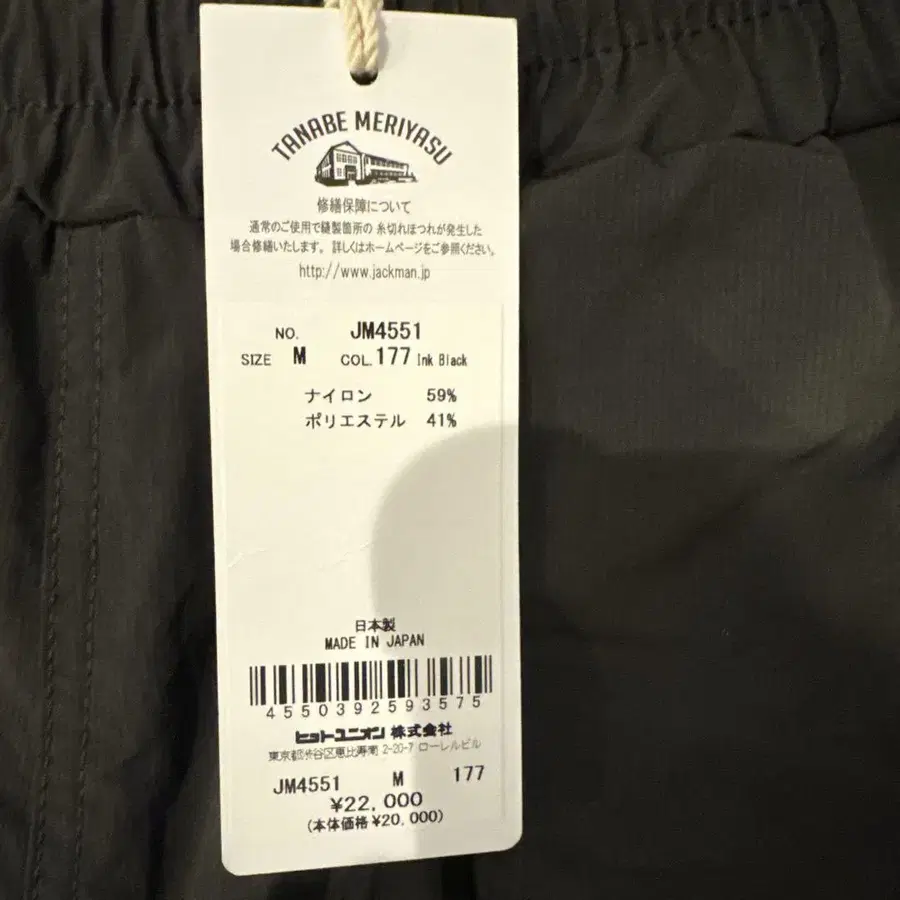 TANABE MERIYASU
修繕保障について
通常のご使用で縫製箇所の 糸切れほつれが発生した
場合修繕いたします。詳しくはホームページをご参照ください。
http://www.jackman.jp
NO. JM4551
SIZE M COL. 177 Ink Black
ナイロン 59%
ポリエステル 41%
日本製
MADE IN JAPAN
4550392593575
ヒットユニオン 株式会社
東京都渋谷区恵比寿南 2-20-7 ローレルビル
JM4551 M 177
¥22,000
(本体価格 ¥20,000)